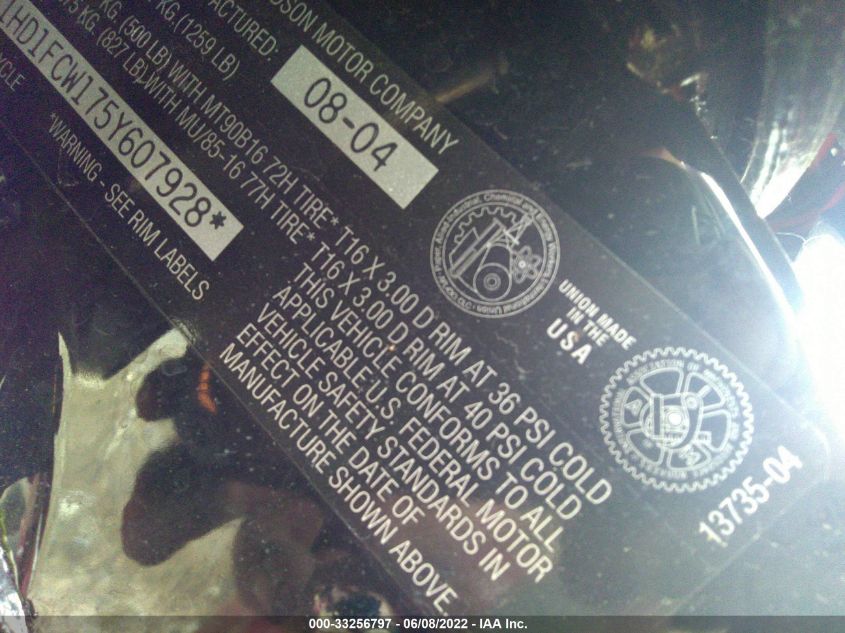 DSON MOTOR COMPANY
FACTURED: 08-04
KG. (1259 LB)
KG. (500 LB) WITH MT90B16 72H TIRE* T16 X 3.00 D RIM AT 36 PSI COLD
KG. (827 LB) WITH MU/85-16 77H TIRE* T16 X 3.00 D RIM AT 40 PSI COLD
THIS VEHICLE CONFORMS TO ALL
APPLICABLE U.S. FEDERAL MOTOR
VEHICLE SAFETY STANDARDS IN
EFFECT ON THE DATE OF
MANUFACTURE SHOWN ABOVE
1HD1FCW175Y607928*
YCLE
*WARNING - SEE RIM LABELS
UNION MADE
IN THE
USA
13735-04
000-33256797 - 06/08/2022 - IAA Inc.